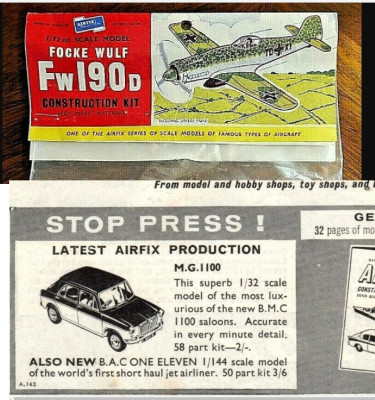 AIRFIX
1/72nd SCALE MODEL
FOCKE WULF
FW190D
CONSTRUCTION KIT
ONE OF THE AIRFIX SERIES OF SCALE MODELS OF FAMOUS TYPES OF AIRCRAFT
From model and hobby shops, toy shops, and
STOP PRESS !
GE
32 pages of mo
LATEST AIRFIX PRODUCTION
M.G.1100
This superb 1/32 scale
model of the most lux-
urious of the new B.M.C
1100 saloons. Accurate
in every minute detail.
58 part kit—2/-.
ALSO NEW B.A.C ONE ELEVEN 1/144 scale model
of the world's first short haul jet airliner. 50 part kit 3/6
A.162
CONST